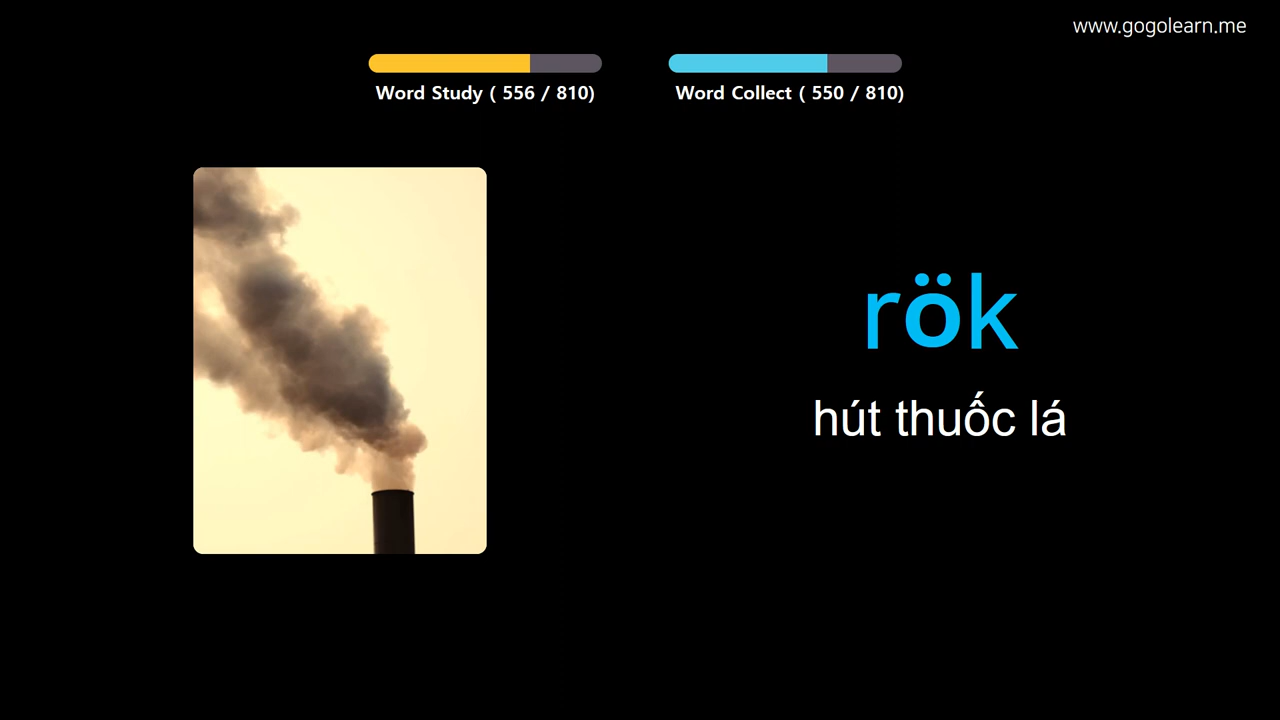 www.gogolearn.me
Word Study ( 556 / 810)
Word Collect ( 550 / 810)
rök
hút thuốc lá